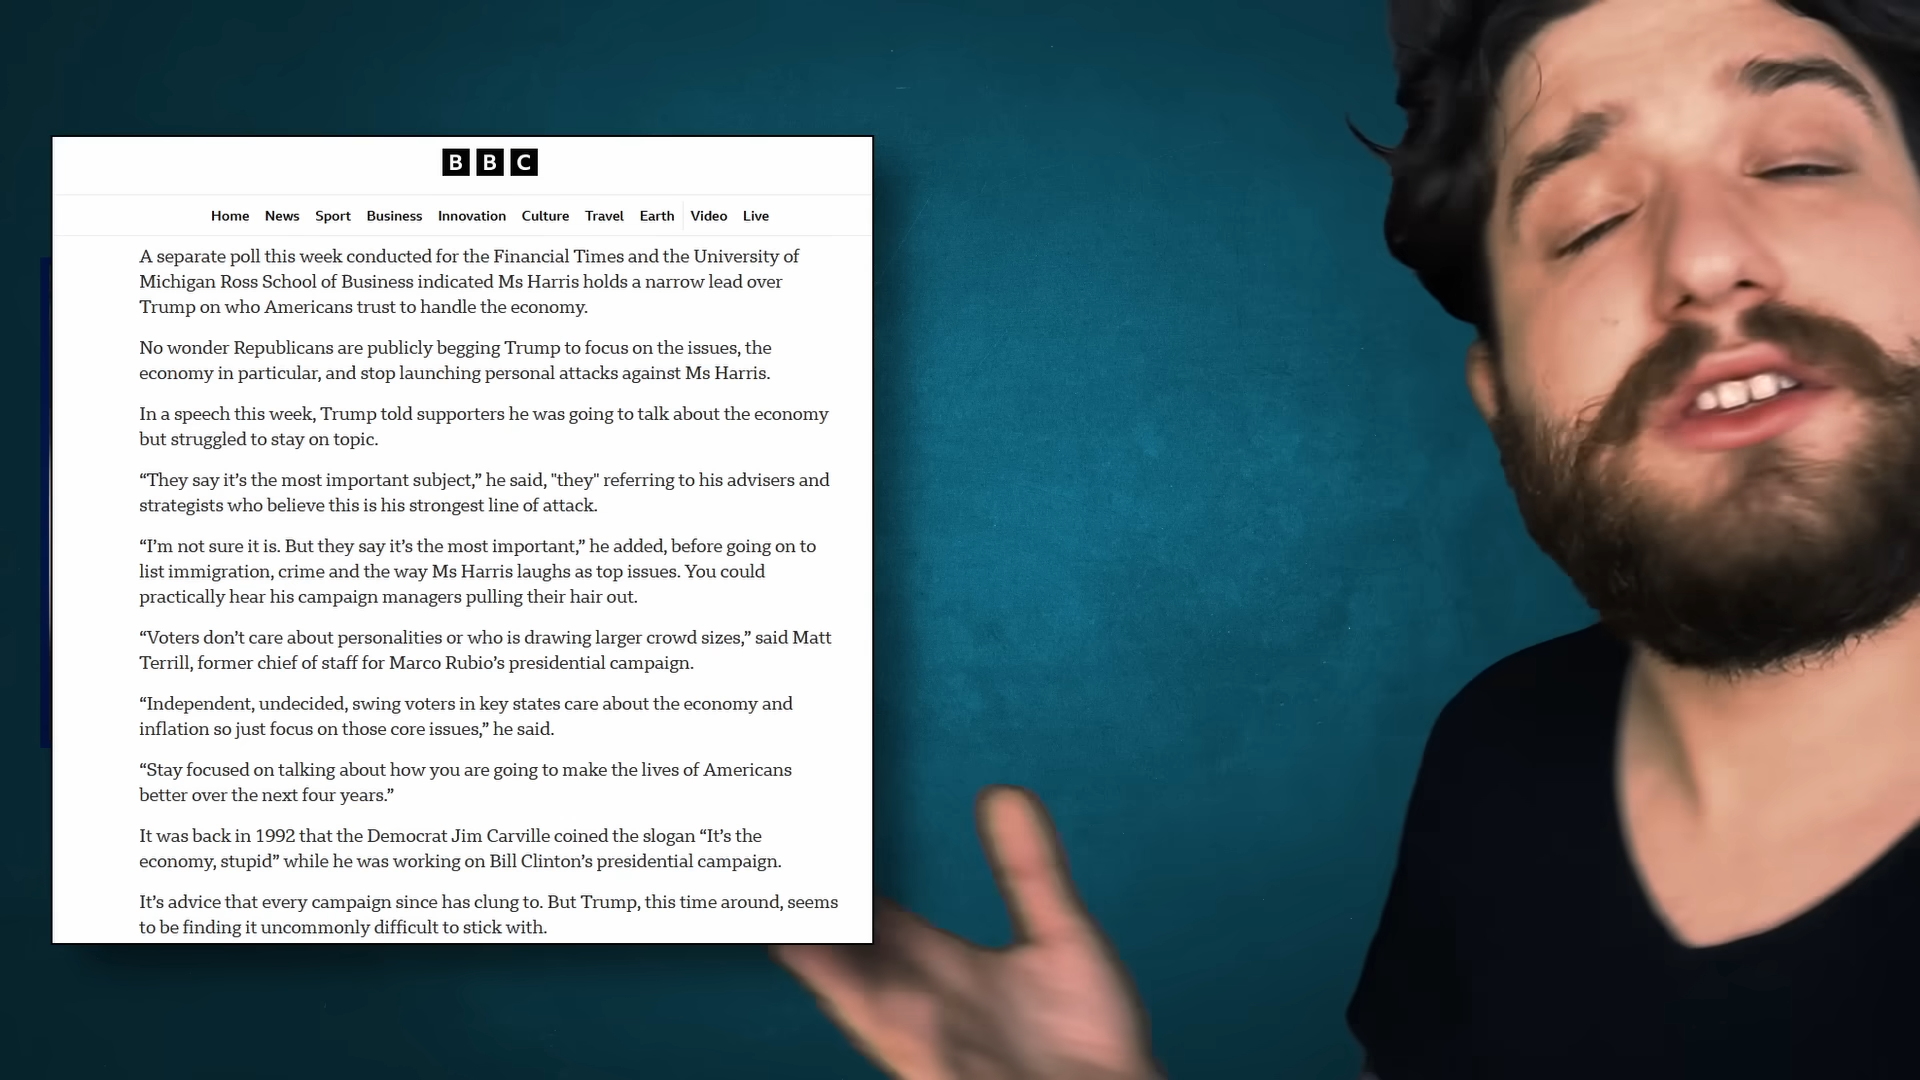 BBC
Home News Sport Business Innovation Culture Travel Earth Video Live
A separate poll this week conducted for the Financial Times and the University of
Michigan Ross School of Business indicated Ms Harris holds a narrow lead over
Trump on who Americans trust to handle the economy.
No wonder Republicans are publicly begging Trump to focus on the issues, the
economy in particular, and stop launching personal attacks against Ms Harris.
In a speech this week, Trump told supporters he was going to talk about the economy
but struggled to stay on topic.
“They say it’s the most important subject,” he said, "they" referring to his advisers and
strategists who believe this is his strongest line of attack.
“I’m not sure it is. But they say it’s the most important,” he added, before going on to
list immigration, crime and the way Ms Harris laughs as top issues. You could
practically hear his campaign managers pulling their hair out.
“Voters don’t care about personalities or who is drawing larger crowd sizes,” said Matt
Terrill, former chief of staff for Marco Rubio’s presidential campaign.
“Independent, undecided, swing voters in key states care about the economy and
inflation so just focus on those core issues,” he said.
“Stay focused on talking about how you are going to make the lives of Americans
better over the next four years.”
It was back in 1992 that the Democrat Jim Carville coined the slogan “It’s the
economy, stupid” while he was working on Bill Clinton’s presidential campaign.
It’s advice that every campaign since has clung to. But Trump, this time around, seems
to be finding it uncommonly difficult to stick with.